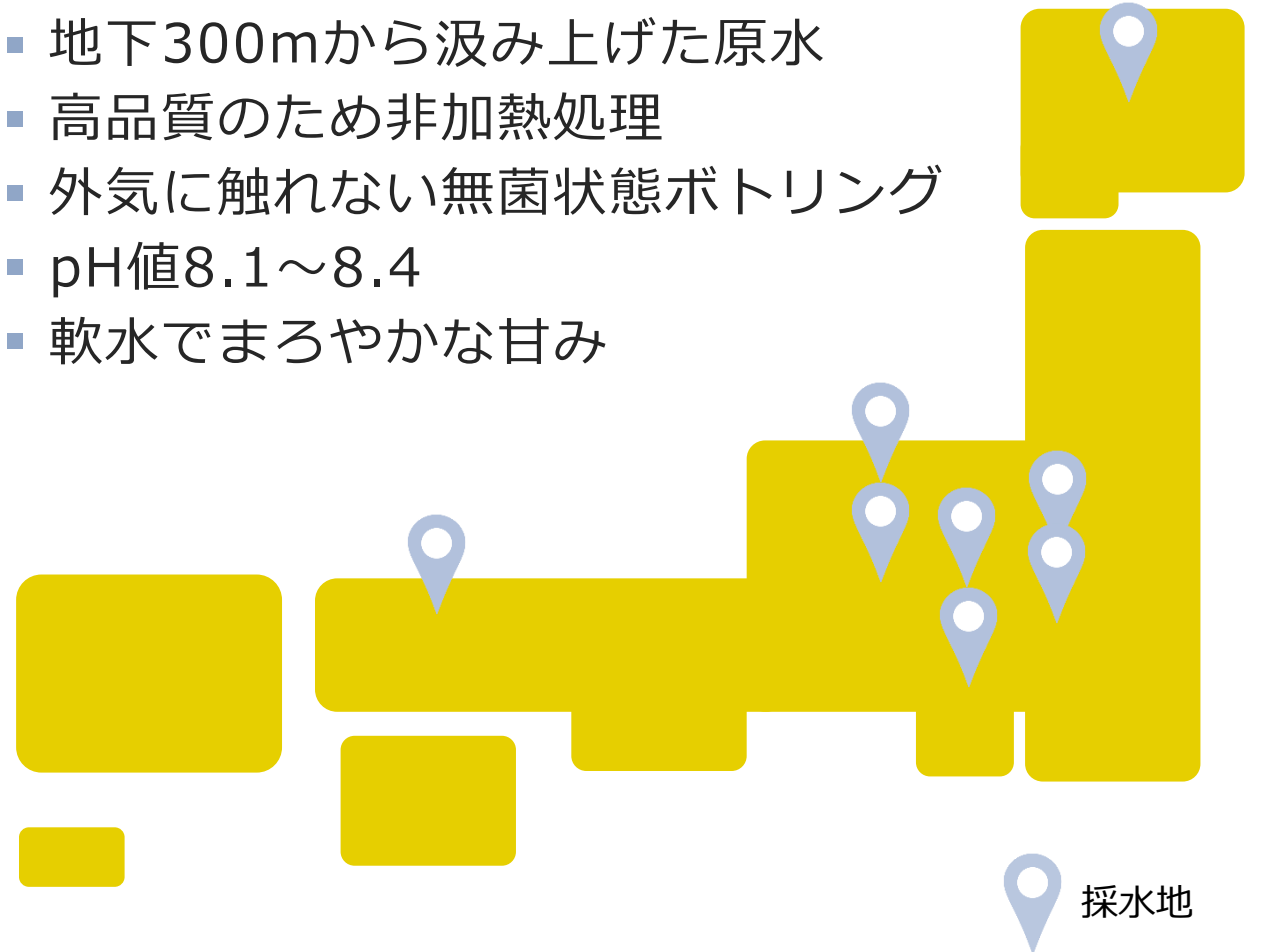 地下300mから汲み上げた原水
高品質のため非加熱処理
外気に触れない無菌状態ボトリング
pH値8.1～8.4
軟水でまろやかな甘み
採水地